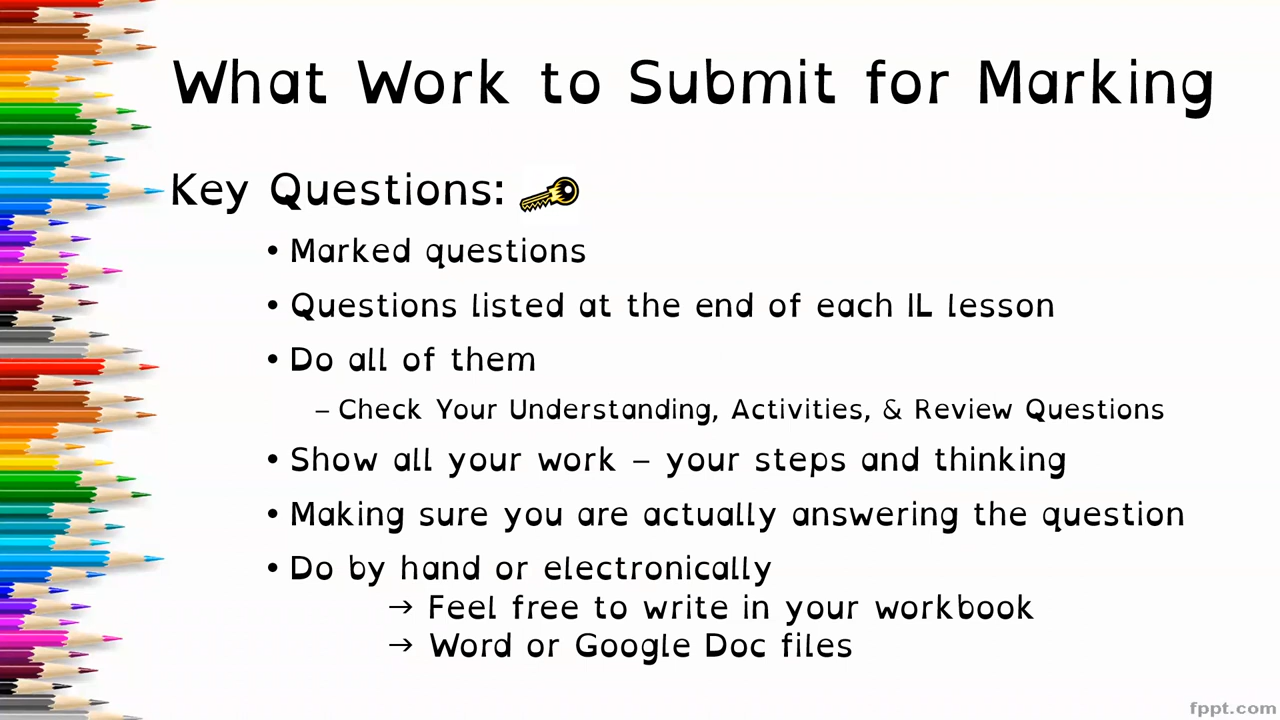 What Work to Submit for Marking
Key Questions:
• Marked questions
• Questions listed at the end of each IL lesson
• Do all of them
– Check Your Understanding, Activities, & Review Questions
• Show all your work – your steps and thinking
• Making sure you are actually answering the question
• Do by hand or electronically
→ Feel free to write in your workbook
→ Word or Google Doc files
fppt.com